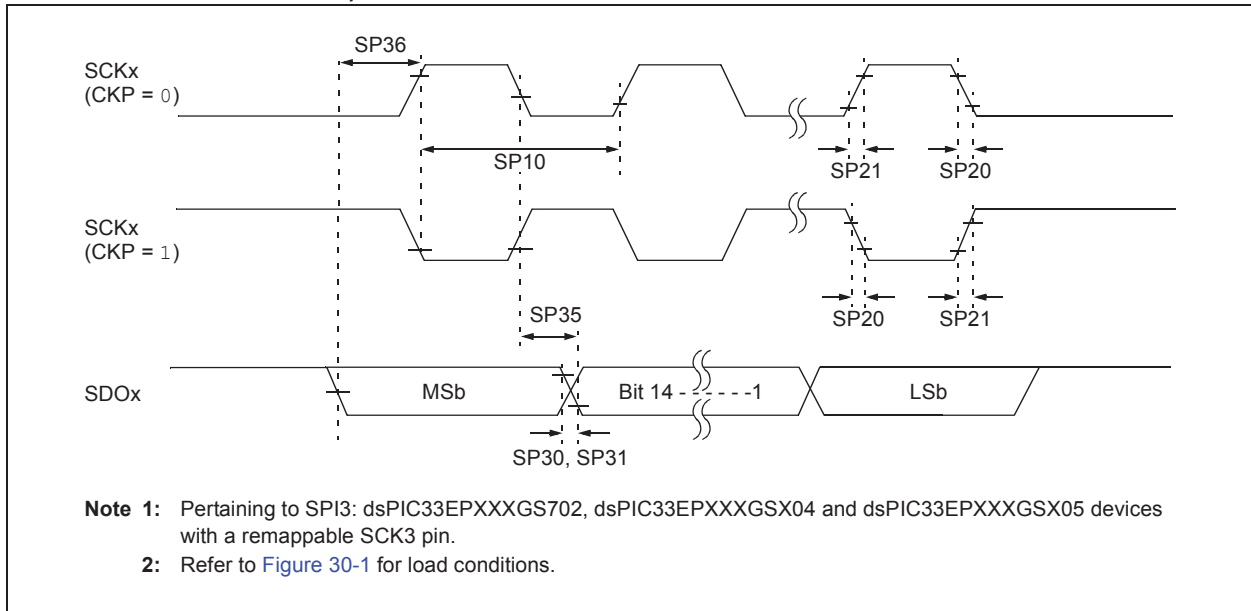 SP36
SCKx
(CKP = 0)
SP10
SP21
SP20
SCKx
(CKP = 1)
SP35
SP20
SP21
SDOx
MSb
Bit 14 - - - - - -1
LSb
SP30, SP31
Note 1: Pertaining to SPI3: dsPIC33EPXXXGS702, dsPIC33EPXXXGSX04 and dsPIC33EPXXXGSX05 devices
with a remappable SCK3 pin.
2: Refer to Figure 30-1 for load conditions.